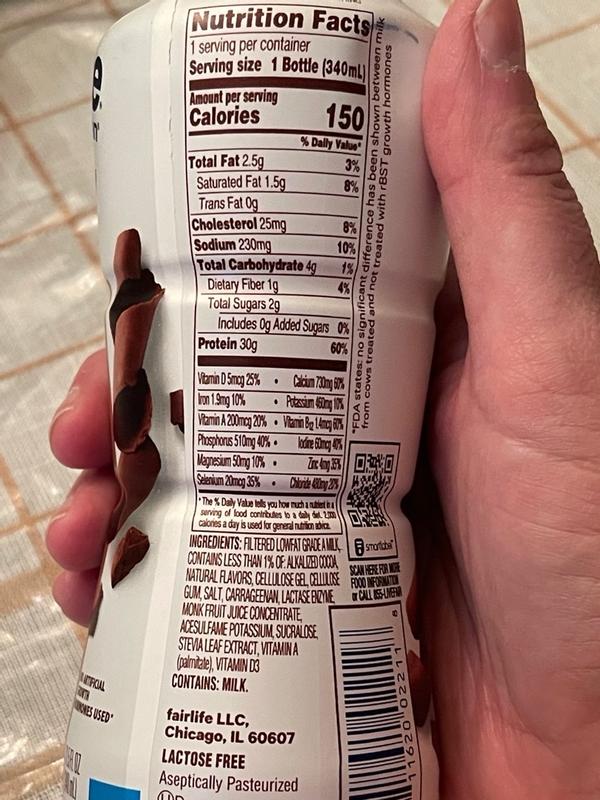 Nutrition Facts
1 serving per container
Serving size 1 Bottle (340mL)
Amount per serving
Calories 150
% Daily Value*
Total Fat 2.5g 3%
Saturated Fat 1.5g 8%
Trans Fat 0g
Cholesterol 25mg 8%
Sodium 230mg 10%
Total Carbohydrate 4g 1%
Dietary Fiber 1g 4%
Total Sugars 2g
Includes 0g Added Sugars 0%
Protein 30g 60%
Vitamin D 5mcg 25% • Calcium 730mg 60%
Iron 1.9mg 10% • Potassium 460mg 10%
Vitamin A 200mcg 20% • Vitamin B12 1.4mcg 60%
Phosphorus 510mg 40% • Iodine 60mcg 40%
Magnesium 50mg 10% • Zinc 4mg 35%
Selenium 20mcg 35% • Chloride 480mg 20%
*The % Daily Value tells you how much a nutrient in a
serving of food contributes to a daily diet. 2,000
calories a day is used for general nutrition advice.
*FDA states: no significant difference has been shown between milk
from cows treated and not treated with rBST growth hormones
INGREDIENTS: FILTERED LOWFAT GRADE A MILK,
CONTAINS LESS THAN 1% OF: ALKALIZED COCOA,
NATURAL FLAVORS, CELLULOSE GEL, CELLULOSE
GUM, SALT, CARRAGEENAN, LACTASE ENZYME,
MONK FRUIT JUICE CONCENTRATE,
ACESULFAME POTASSIUM, SUCRALOSE,
STEVIA LEAF EXTRACT, VITAMIN A
(palmitate), VITAMIN D3
CONTAINS: MILK.
smartlabel
SCAN HERE FOR MORE
FOOD INFORMATION
or CALL 855-LIVEFAIR
fairlife LLC,
Chicago, IL 60607
LACTOSE FREE
Aseptically Pasteurized
ARTIFICIAL
USED*
FL OZ
mL)
11620 02211 8